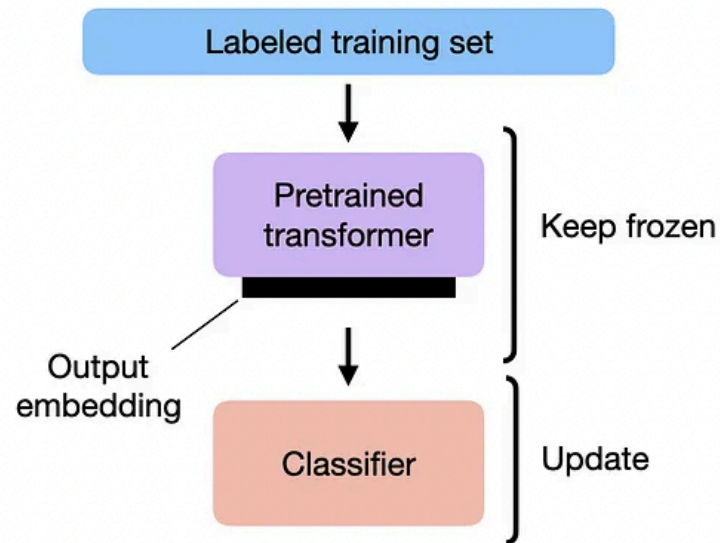 Labeled training set
Pretrained
transformer
Keep frozen
Output
embedding
Classifier
Update